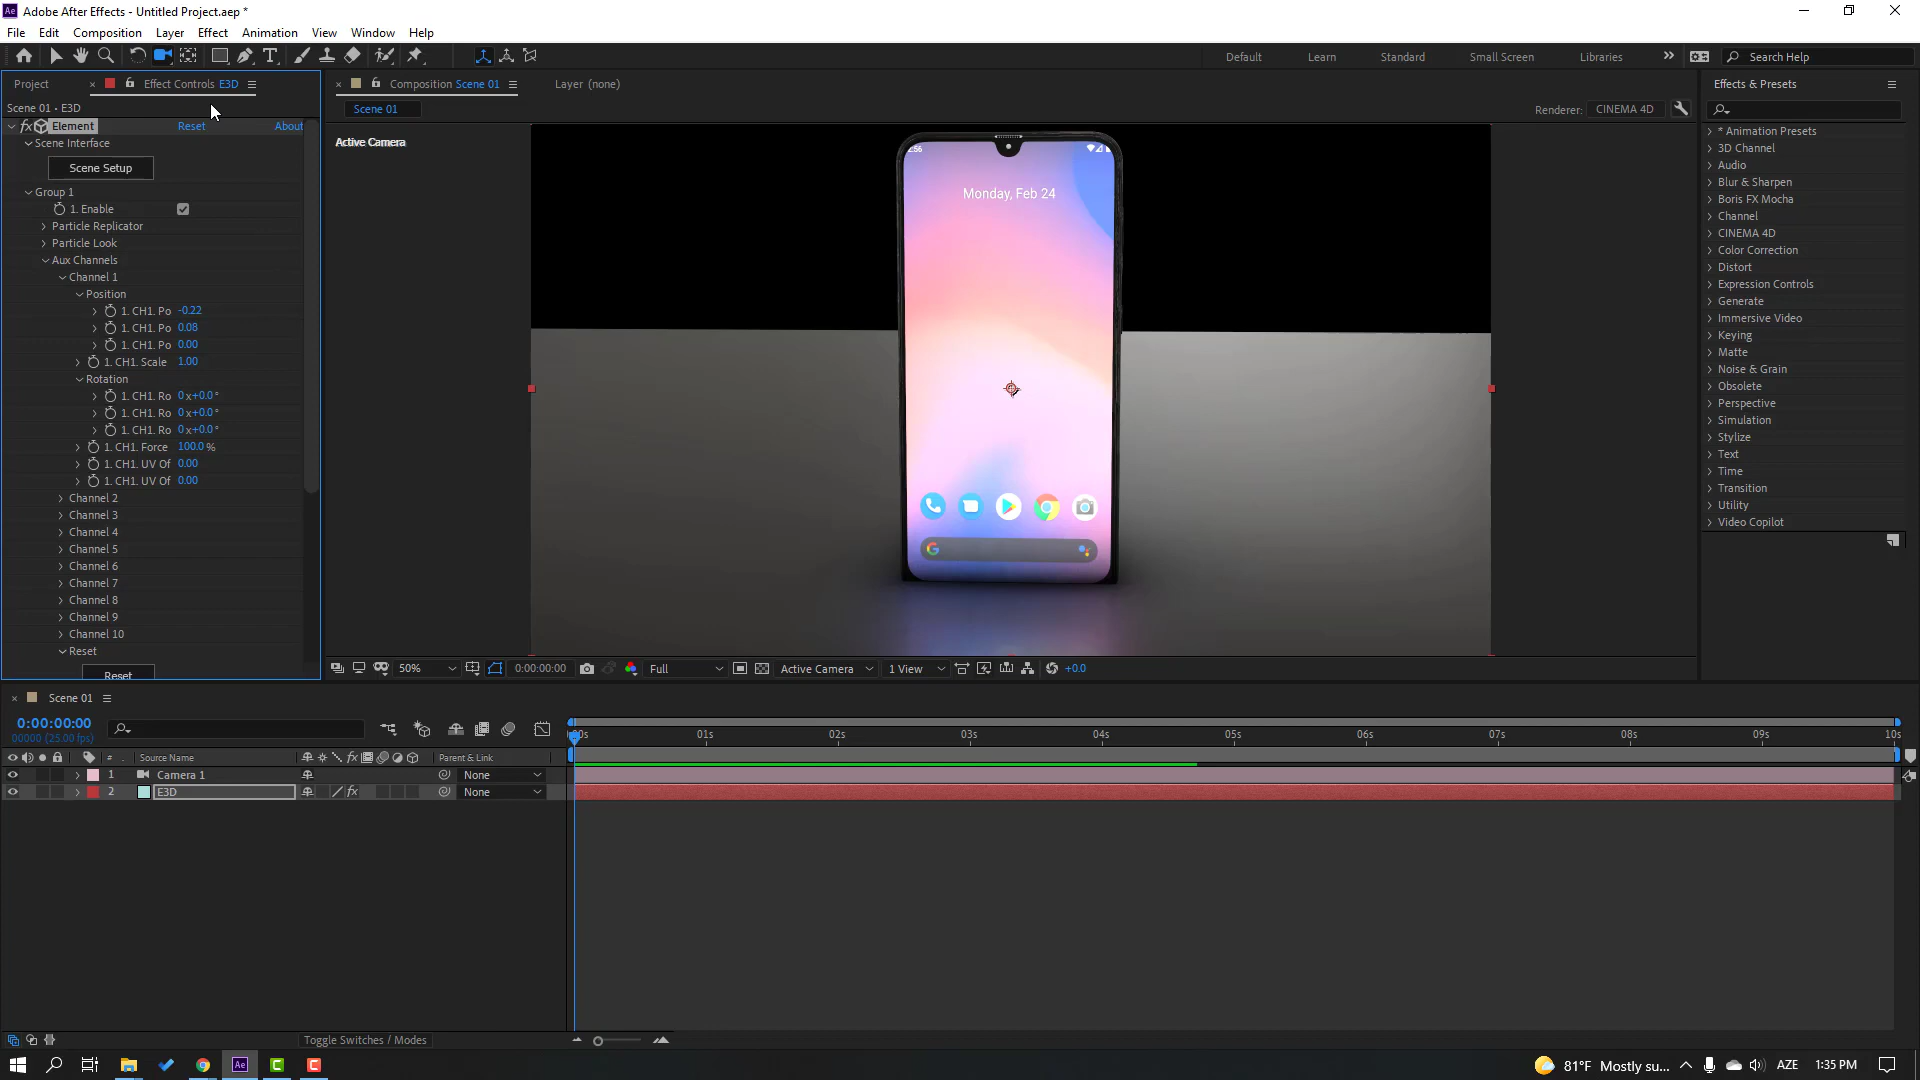 Adobe After Effects - Untitled Project.aep *
File Edit Composition Layer Effect Animation View Window Help
Default Learn Standard Small Screen Libraries Search Help
Project Effect Controls E3D Composition Scene 01 Layer (none) Effects & Presets
Scene 01 • E3D
Scene 01
Renderer: CINEMA 4D
Element Reset About
Scene Interface
Scene Setup
Group 1
1. Enable
Particle Replicator
Particle Look
Aux Channels
Channel 1
Position
1. CH1. Po -0.22
1. CH1. Po 0.08
1. CH1. Po 0.00
1. CH1. Scale 1.00
Rotation
1. CH1. Ro 0x+0.0°
1. CH1. Ro 0x+0.0°
1. CH1. Ro 0x+0.0°
1. CH1. Force 100.0 %
1. CH1. UV Of 0.00
1. CH1. UV Of 0.00
Channel 2
Channel 3
Channel 4
Channel 5
Channel 6
Channel 7
Channel 8
Channel 9
Channel 10
Reset
Reset
Active Camera
:56
Monday, Feb 24
50% 0:00:00:00 Full Active Camera 1 View +0.0
* Animation Presets
3D Channel
Audio
Blur & Sharpen
Boris FX Mocha
Channel
CINEMA 4D
Color Correction
Distort
Expression Controls
Generate
Immersive Video
Keying
Matte
Noise & Grain
Obsolete
Perspective
Simulation
Stylize
Text
Time
Transition
Utility
Video Copilot
Scene 01
0:00:00:00
00000 (25.00 fps)
:00s 01s 02s 03s 04s 05s 06s 07s 08s 09s 10s
# . Source Name Parent & Link
1 Camera 1 None
2 E3D fx None
Toggle Switches / Modes
81°F Mostly su... AZE 1:35 PM